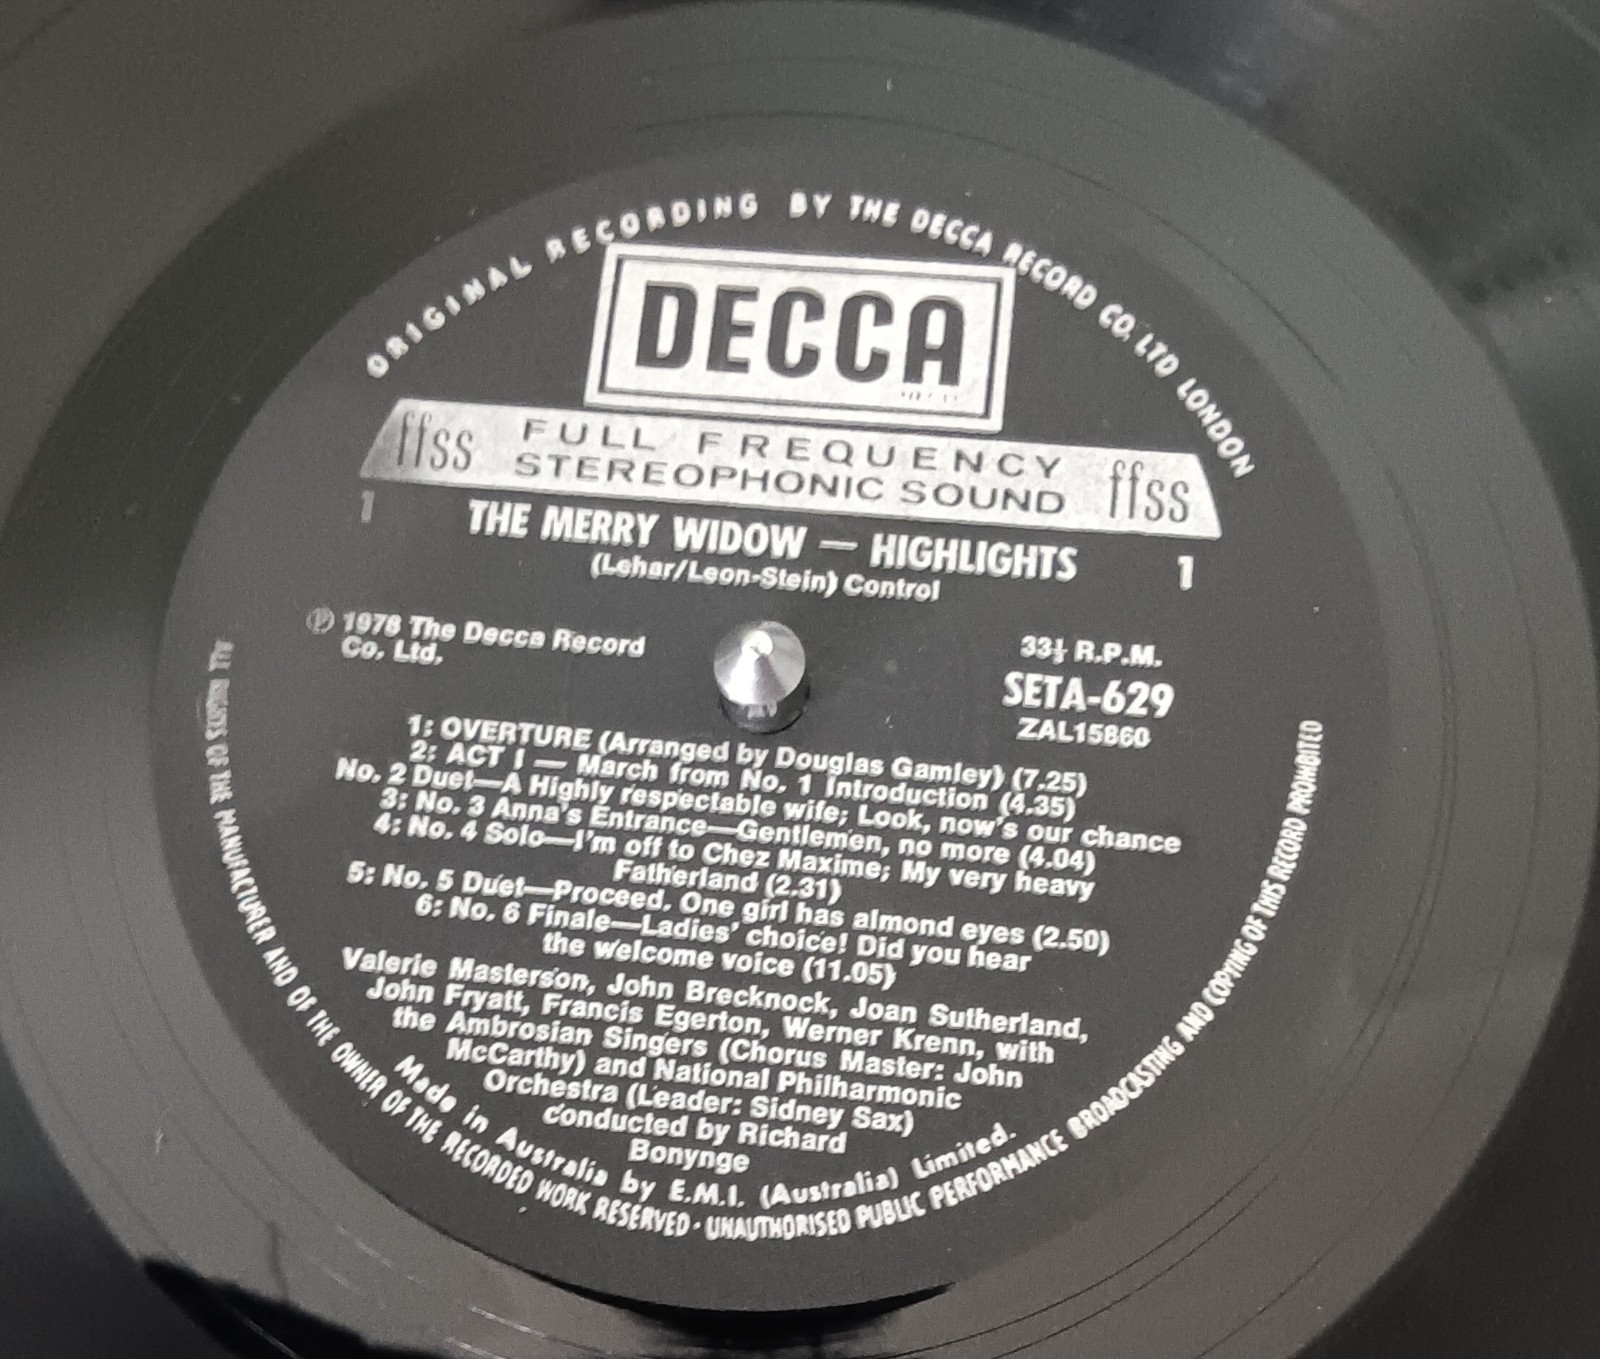 ORIGINAL RECORDING BY THE DECCA RECORD CO. LTD LONDON
DECCA
ffss FULL FREQUENCY ffss
STEREOPHONIC SOUND
1 THE MERRY WIDOW — HIGHLIGHTS 1
(Lehar/Leon-Stein) Control
Ⓟ 1978 The Decca Record
Co. Ltd.
33⅓ R.P.M.
SETA-629
ZAL15860
1: OVERTURE (Arranged by Douglas Gamley) (7.25)
2: ACT I — March from No. 1 Introduction (4.35)
No. 2 Duet—A Highly respectable wife; Look, now's our chance
3: No. 3 Anna's Entrance—Gentlemen, no more (4.04)
4: No. 4 Solo—I'm off to Chez Maxime; My very heavy
Fatherland (2.31)
5: No. 5 Duet—Proceed. One girl has almond eyes (2.50)
6: No. 6 Finale—Ladies' choice! Did you hear
the welcome voice (11.05)
Valerie Masterson, John Brecknock, Joan Sutherland,
John Fryatt, Francis Egerton, Werner Krenn, with
the Ambrosian Singers (Chorus Master: John
McCarthy) and National Philharmonic
Orchestra (Leader: Sidney Sax)
conducted by Richard
Bonynge
Made in Australia by E.M.I. (Australia) Limited.
ALL RIGHTS OF THE MANUFACTURER AND OF THE OWNER OF THE RECORDED WORK RESERVED · UNAUTHORISED PUBLIC PERFORMANCE BROADCASTING AND COPYING OF THIS RECORD PROHIBITED